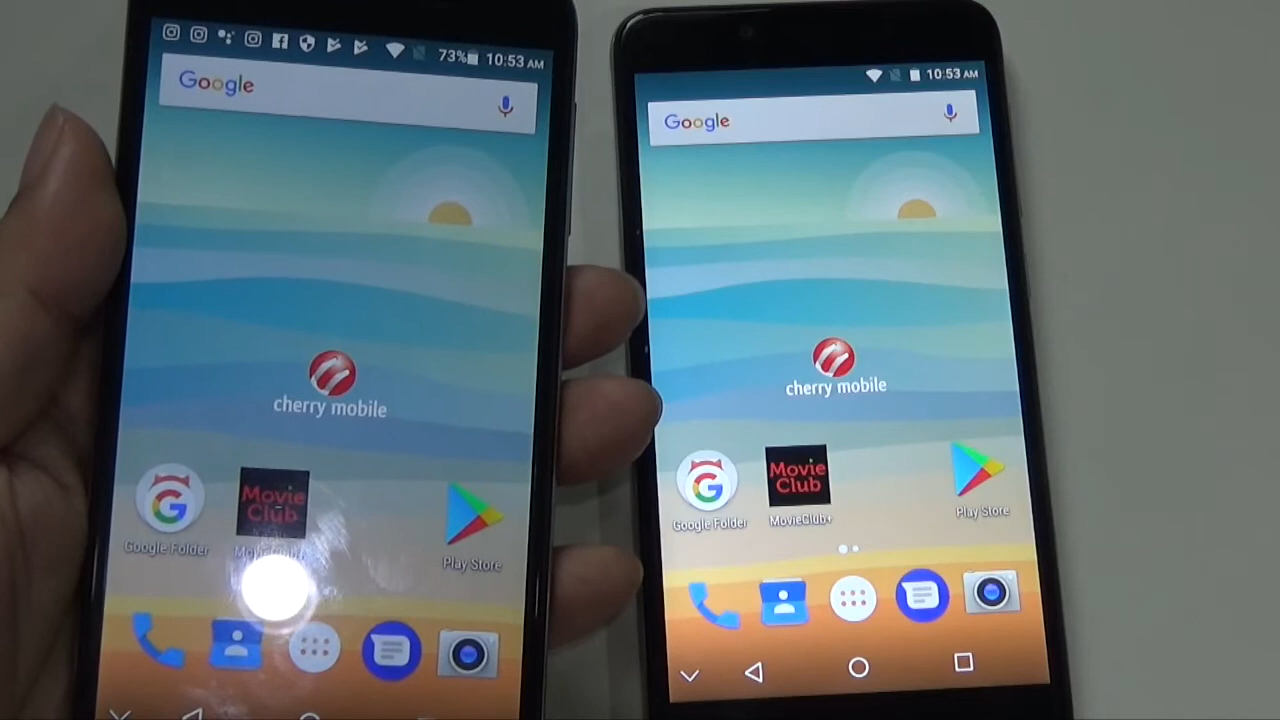 73% 10:53 AM
Google
cherry mobile
Google Folder
Movie
Club
Play Store
10:53 AM
Google
cherry mobile
Google Folder
Movie
Club
MovieClub+
Play Store